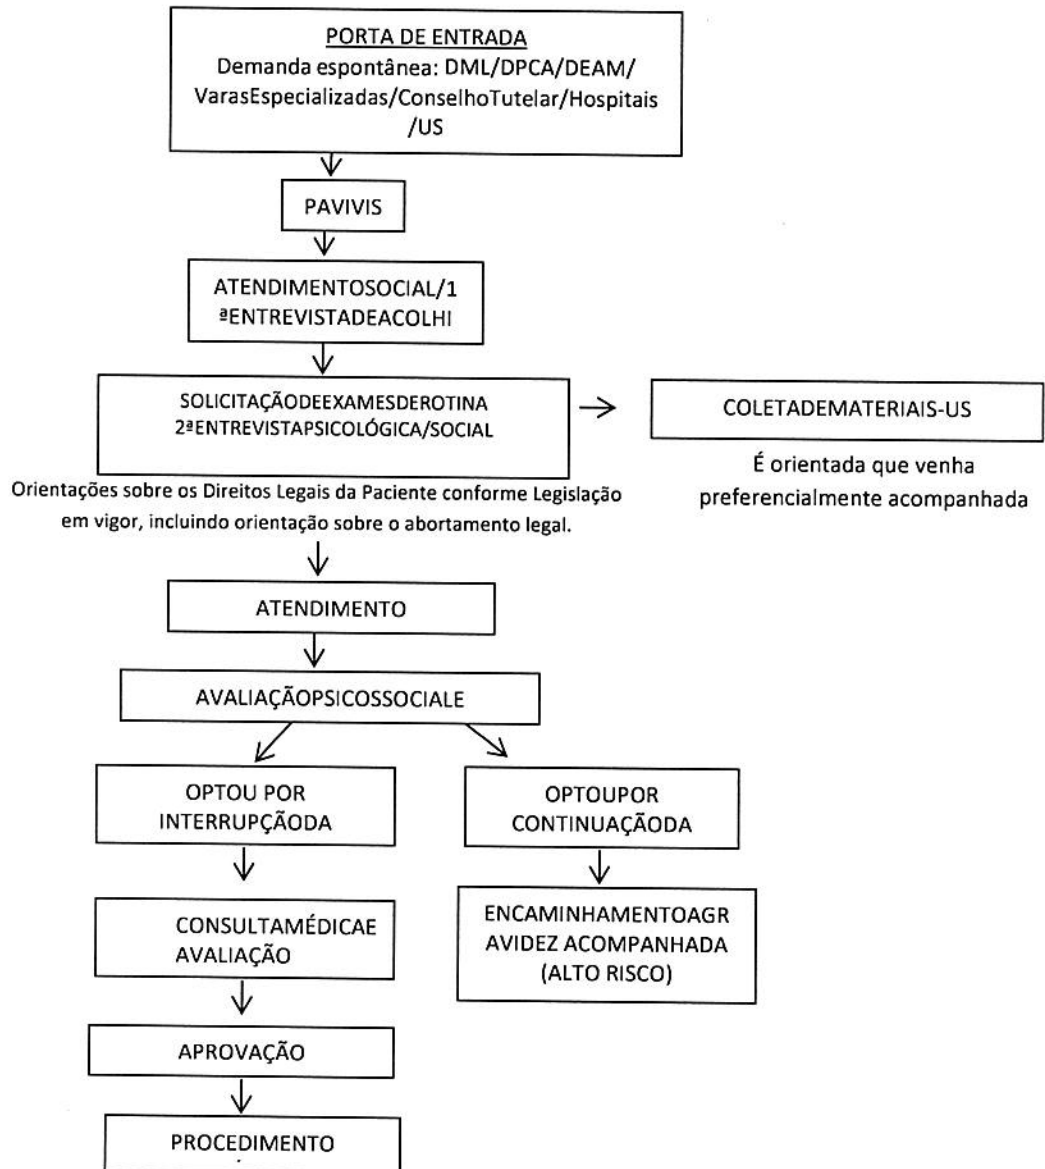 PORTA DE ENTRADA
Demanda espontânea: DML/DPCA/DEAM/
VarasEspecializadas/ConselhoTutelar/Hospitais
/US
PAVIVIS
ATENDIMENTOSOCIAL/1
ªENTREVISTADEACOLHI
SOLICITAÇÃODEEXAMESDEROTINA
2ªENTREVISTAPSICOLÓGICA/SOCIAL
COLETADEMATERIAIS-US
É orientada que venha
preferencialmente acompanhada
Orientações sobre os Direitos Legais da Paciente conforme Legislação
em vigor, incluindo orientação sobre o abortamento legal.
ATENDIMENTO
AVALIAÇÃOPSICOSSOCIALE
OPTOU POR
INTERRUPÇÃODA
OPTOUPOR
CONTINUAÇÃODA
CONSULTAMÉDICAE
AVALIAÇÃO
ENCAMINHAMENTOAGR
AVIDEZ ACOMPANHADA
(ALTO RISCO)
APROVAÇÃO
PROCEDIMENTO